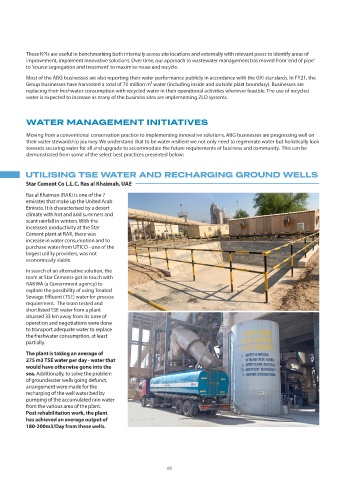 These KPIs are useful in benchmarking both internally across site locations and externally with relevant peers to identify areas of
improvement, implement innovative solutions. Over time, our approach to wastewater management has moved from 'end of pipe'
to 'source segregation and treatment' to maximise reuse and recycle.
Most of the ABG businesses are also reporting their water performance publicly in accordance with the GRI standards. In FY21, the
Group businesses have harvested a total of 70 million m³ water (including inside and outside plant boundary). Businesses are
replacing their freshwater consumption with recycled water in their operational activities wherever feasible. The use of recycled
water is expected to increase as many of the business sites are implementing ZLD systems.
WATER MANAGEMENT INITIATIVES
Moving from a conventional conservation practice to implementing innovative solutions, ABG businesses are progressing well on
their water stewardship journey. We understand that to be water resilient we not only need to regenerate water but holistically look
towards securing water for all and upgrade to accommodate the future requirements of business and community. This can be
demonstrated from some of the select best practices presented below:
UTILISING TSE WATER AND RECHARGING GROUND WELLS
Star Cement Co L.L.C, Ras al Khaimah, UAE
Ras al Khaiman (RAK) is one of the 7
emirates that make up the United Arab
Emirate. It is characterised by a desert
climate with hot and arid summers and
scant rainfall in winters. With the
increased productivity at the Star
Cement plant at RAK, there was
increase in water consumption and to
purchase water from UTICO - one of the
largest utility providers, was not
economically viable.
In search of an alternative solution, the
team at Star Cements got in touch with
RAKWA (a Government agency) to
explore the possibility of using Treated
Sewage Effluent (TSE) water for process
requirement. The team tested and
shortlisted TSE water from a plant
situated 33 km away from its base of
operation and negotiations were done
to transport adequate water to replace
the freshwater consumption, at least
partially.
The plant is taking an average of
275 m3 TSE water per day - water that
would have otherwise gone into the
sea. Additionally, to solve the problem
of groundwater wells going defunct,
arrangement were made for the
recharging of the well water bed by
pumping of the accumulated rain water
from the various area of the plant.
Post rehabilitation work, the plant
has achieved an average output of
180-200m3/Day from these wells.